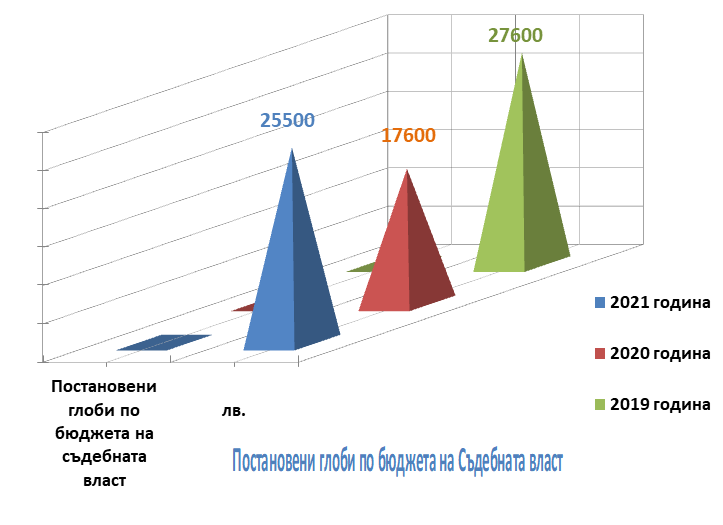 27600
25500
17600
2021 година
2020 година
2019 година
Постановени
глоби по
бюджета на
съдебната
власт
лв.
Постановени глоби по бюджета на Съдебната власт